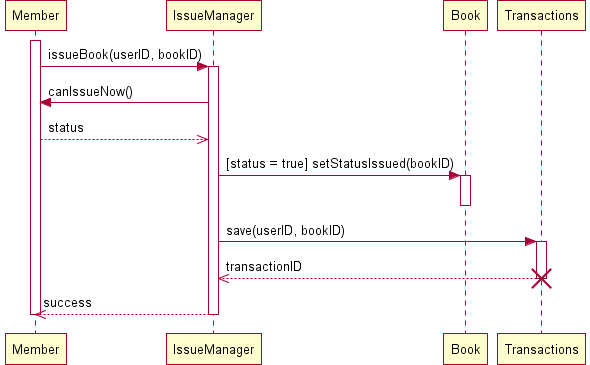 Member
IssueManager
Book
Transactions
issueBook(userID, bookID)
canIssueNow()
status
[status = true] setStatusIssued(bookID)
save(userID, bookID)
transactionID
success
Member
IssueManager
Book
Transactions